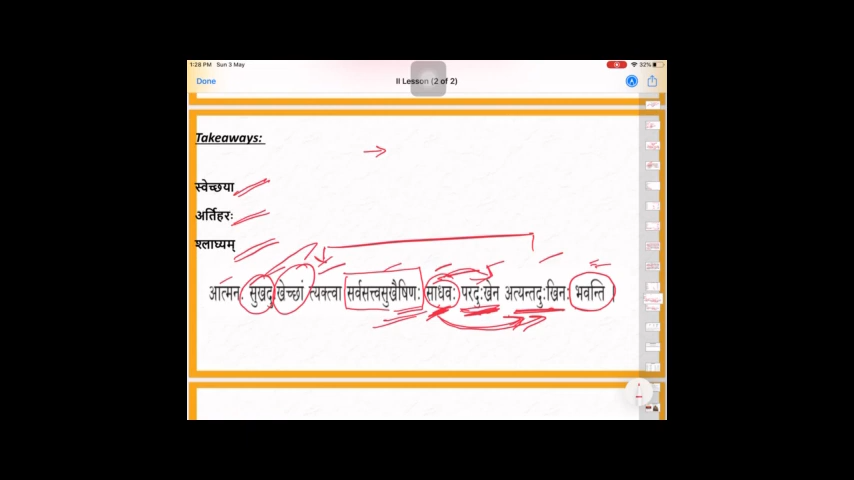 1:28 PM Sun 3 May 32%
Done II Lesson (2 of 2)
Takeaways:
स्वेच्छया
अर्तिहरः
श्लाघ्यम्
आत्मनः सुखदुखेच्छां त्यक्त्वा सर्वसत्त्वसुखैषिणः साधवः परदुःखेन अत्यन्तदुःखिनः भवन्ति ।